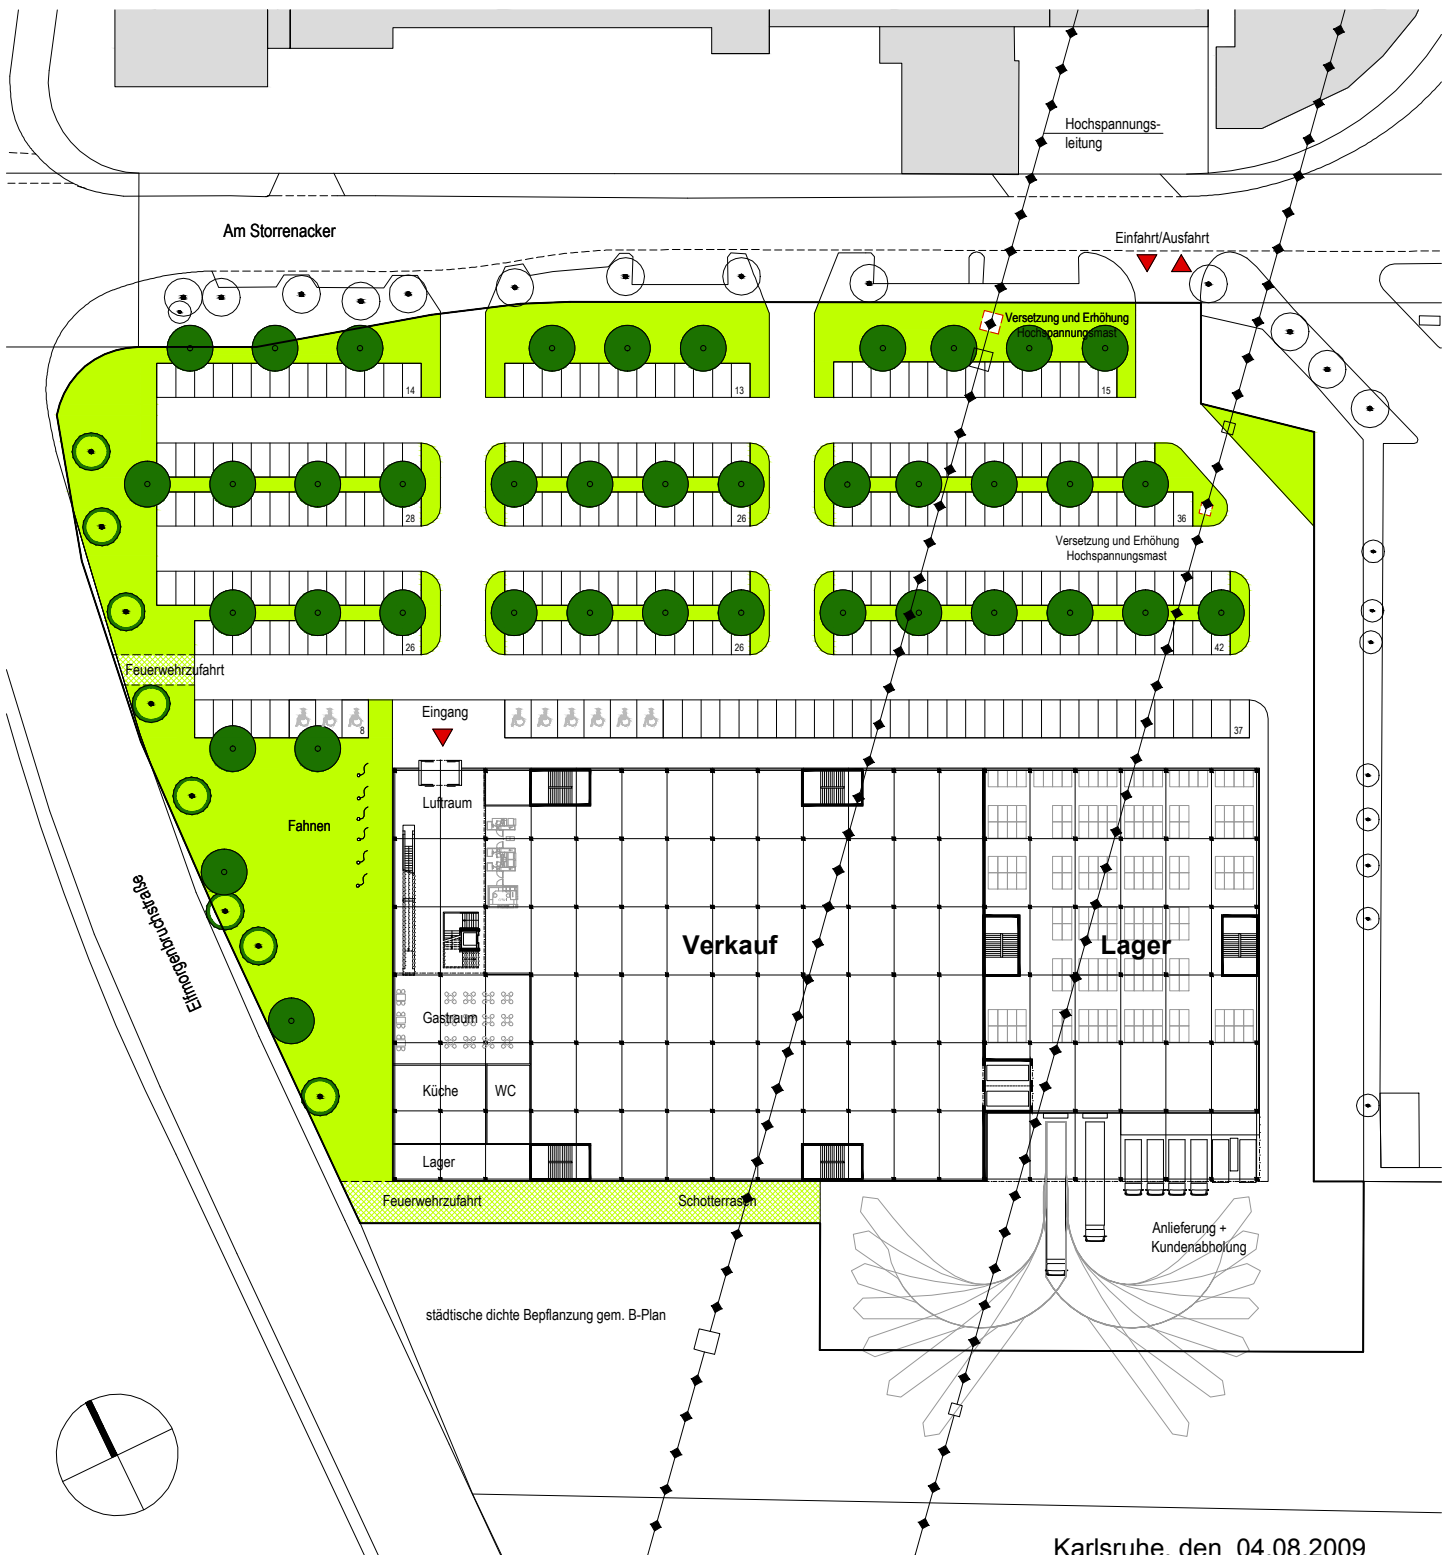 Hochspannungs-
leitung
Am Storrenacker
Einfahrt/Ausfahrt
Versetzung und Erhöhung
Hochspannungsmast
14
13
15
28
26
36
Versetzung und Erhöhung
Hochspannungsmast
26
26
42
Feuerwehrzufahrt
Eingang
8
37
Luftraum
Fahnen
Elfmorgenbruchstraße
Verkauf
Lager
Gastraum
Küche
WC
Lager
Feuerwehrzufahrt
Schotterrasen
Anlieferung +
Kundenabholung
städtische dichte Bepflanzung gem. B-Plan
Karlsruhe, den 04.08.2009